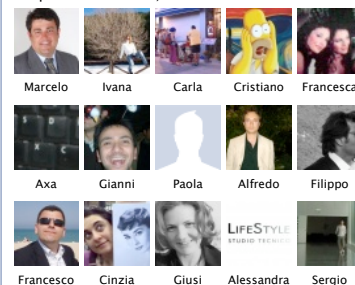 Marcelo Ivana Carla Cristiano Francesca
S D
X C
Axa Gianni Paola Alfredo Filippo
LIFESTYLE
STUDIO TECNICO
Francesco Cinzia Giusi Alessandra Sergio